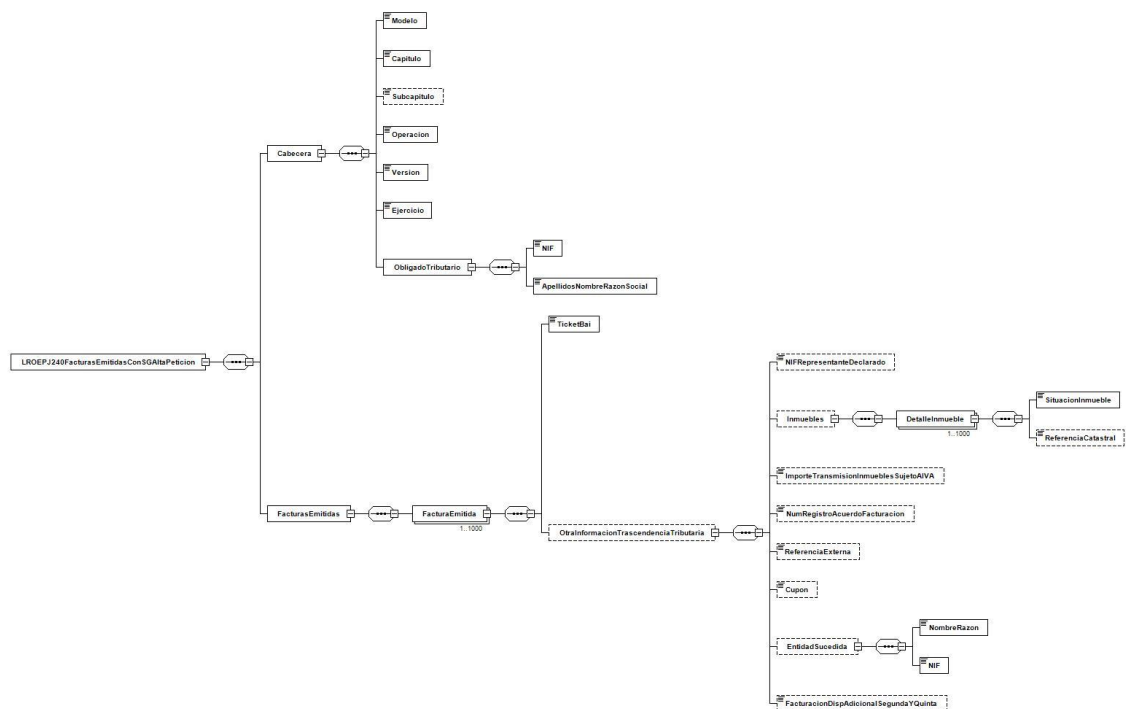 Modelo
Capitulo
Subcapitulo
Operacion
Cabecera
Version
Ejercicio
NIF
ObligadoTributario
ApellidosNombreRazonSocial
TicketBai
LROEPJ240FacturasEmitidasConSGAltaPeticion
NIFRepresentanteDeclarado
SituacionInmueble
Inmuebles
DetalleInmueble
1..1000
ReferenciaCatastral
ImporteTransmisionInmueblesSujetoAIVA
FacturasEmitidas
FacturaEmitida
1..1000
NumRegistroAcuerdoFacturacion
OtraInformacionTrascendenciaTributaria
ReferenciaExterna
Cupon
NombreRazon
EntidadSucedida
NIF
FacturacionDispAdicionalSegundaYQuinta